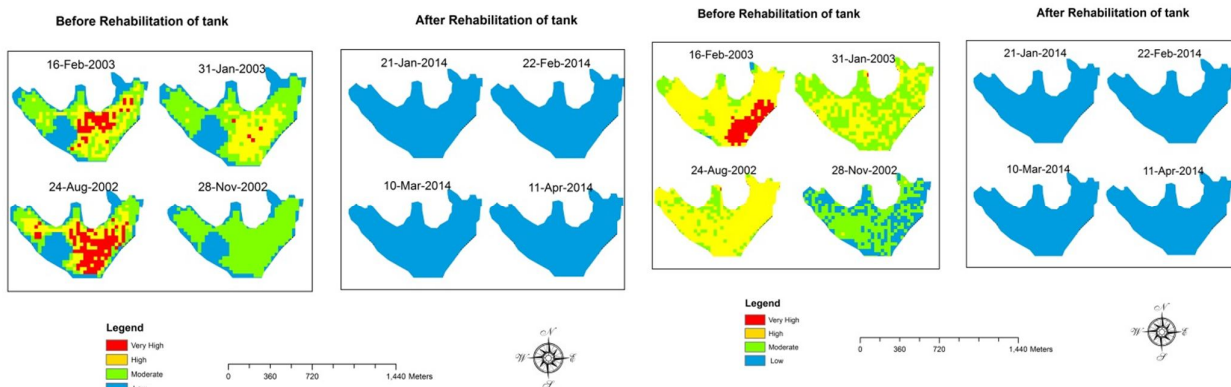 Before Rehabilitation of tank
After Rehabilitation of tank
16-Feb-2003
31-Jan-2003
24-Aug-2002
28-Nov-2002
21-Jan-2014
22-Feb-2014
10-Mar-2014
11-Apr-2014
Legend
Very High
High
Moderate
0 360 720 1,440 Meters
N
W E
S
Before Rehabilitation of tank
After Rehabilitation of tank
16-Feb-2003
31-Jan-2003
24-Aug-2002
28-Nov-2002
21-Jan-2014
22-Feb-2014
10-Mar-2014
11-Apr-2014
Legend
Very High
High
Moderate
Low
0 360 720 1,440 Meters
N
W E
S